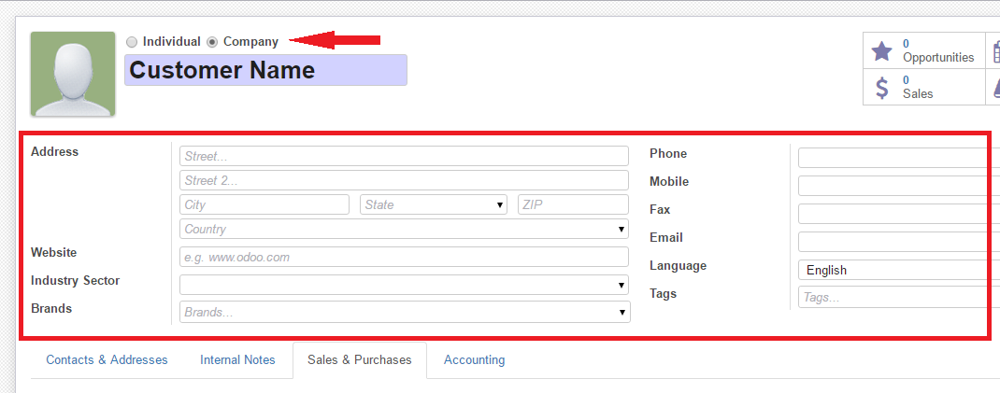 Individual Company
Customer Name
0
Opportunities
0
Sales
Address
Street...
Street 2...
City State ZIP
Country
Website
e.g. www.odoo.com
Industry Sector
Brands
Brands...
Phone
Mobile
Fax
Email
Language
English
Tags
Tags...
Contacts & Addresses Internal Notes Sales & Purchases Accounting